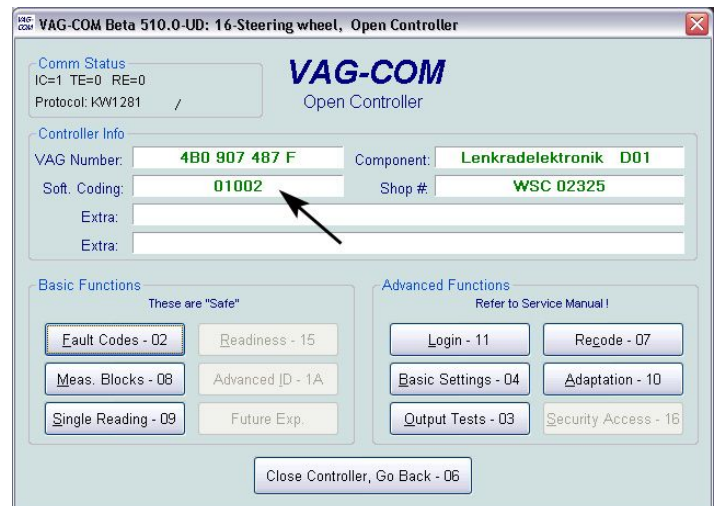 VAG-COM Beta 510.0-UD: 16-Steering wheel, Open Controller
Comm Status
IC=1 TE=0 RE=0
Protocol: KW1281 /
VAG-COM
Open Controller
Controller Info
VAG Number: 4B0 907 487 F Component: Lenkradelektronik D01
Soft. Coding: 01002 Shop #: WSC 02325
Extra:
Extra:
Basic Functions
These are "Safe"
Fault Codes - 02 Readiness - 15
Meas. Blocks - 08 Advanced ID - 1A
Single Reading - 09 Future Exp.
Advanced Functions
Refer to Service Manual !
Login - 11 Recode - 07
Basic Settings - 04 Adaptation - 10
Output Tests - 03 Security Access - 16
Close Controller, Go Back - 06